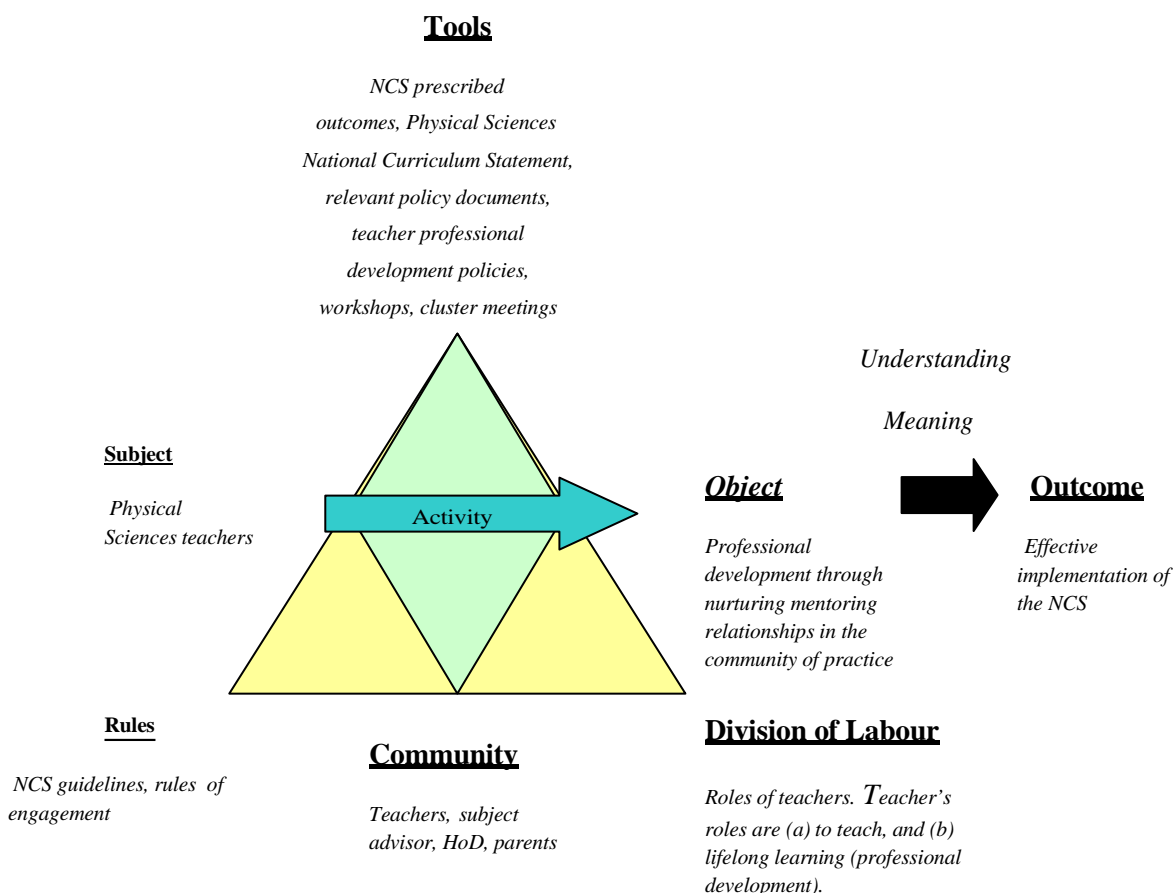 Tools
NCS prescribed
outcomes, Physical Sciences
National Curriculum Statement,
relevant policy documents,
teacher professional
development policies,
workshops, cluster meetings
Understanding
Meaning
Subject
Physical
Sciences teachers
Activity
Object
Professional
development through
nurturing mentoring
relationships in the
community of practice
Outcome
Effective
implementation of
the NCS
Rules
NCS guidelines, rules of
engagement
Community
Teachers, subject
advisor, HoD, parents
Division of Labour
Roles of teachers. Teacher's
roles are (a) to teach, and (b)
lifelong learning (professional
development).